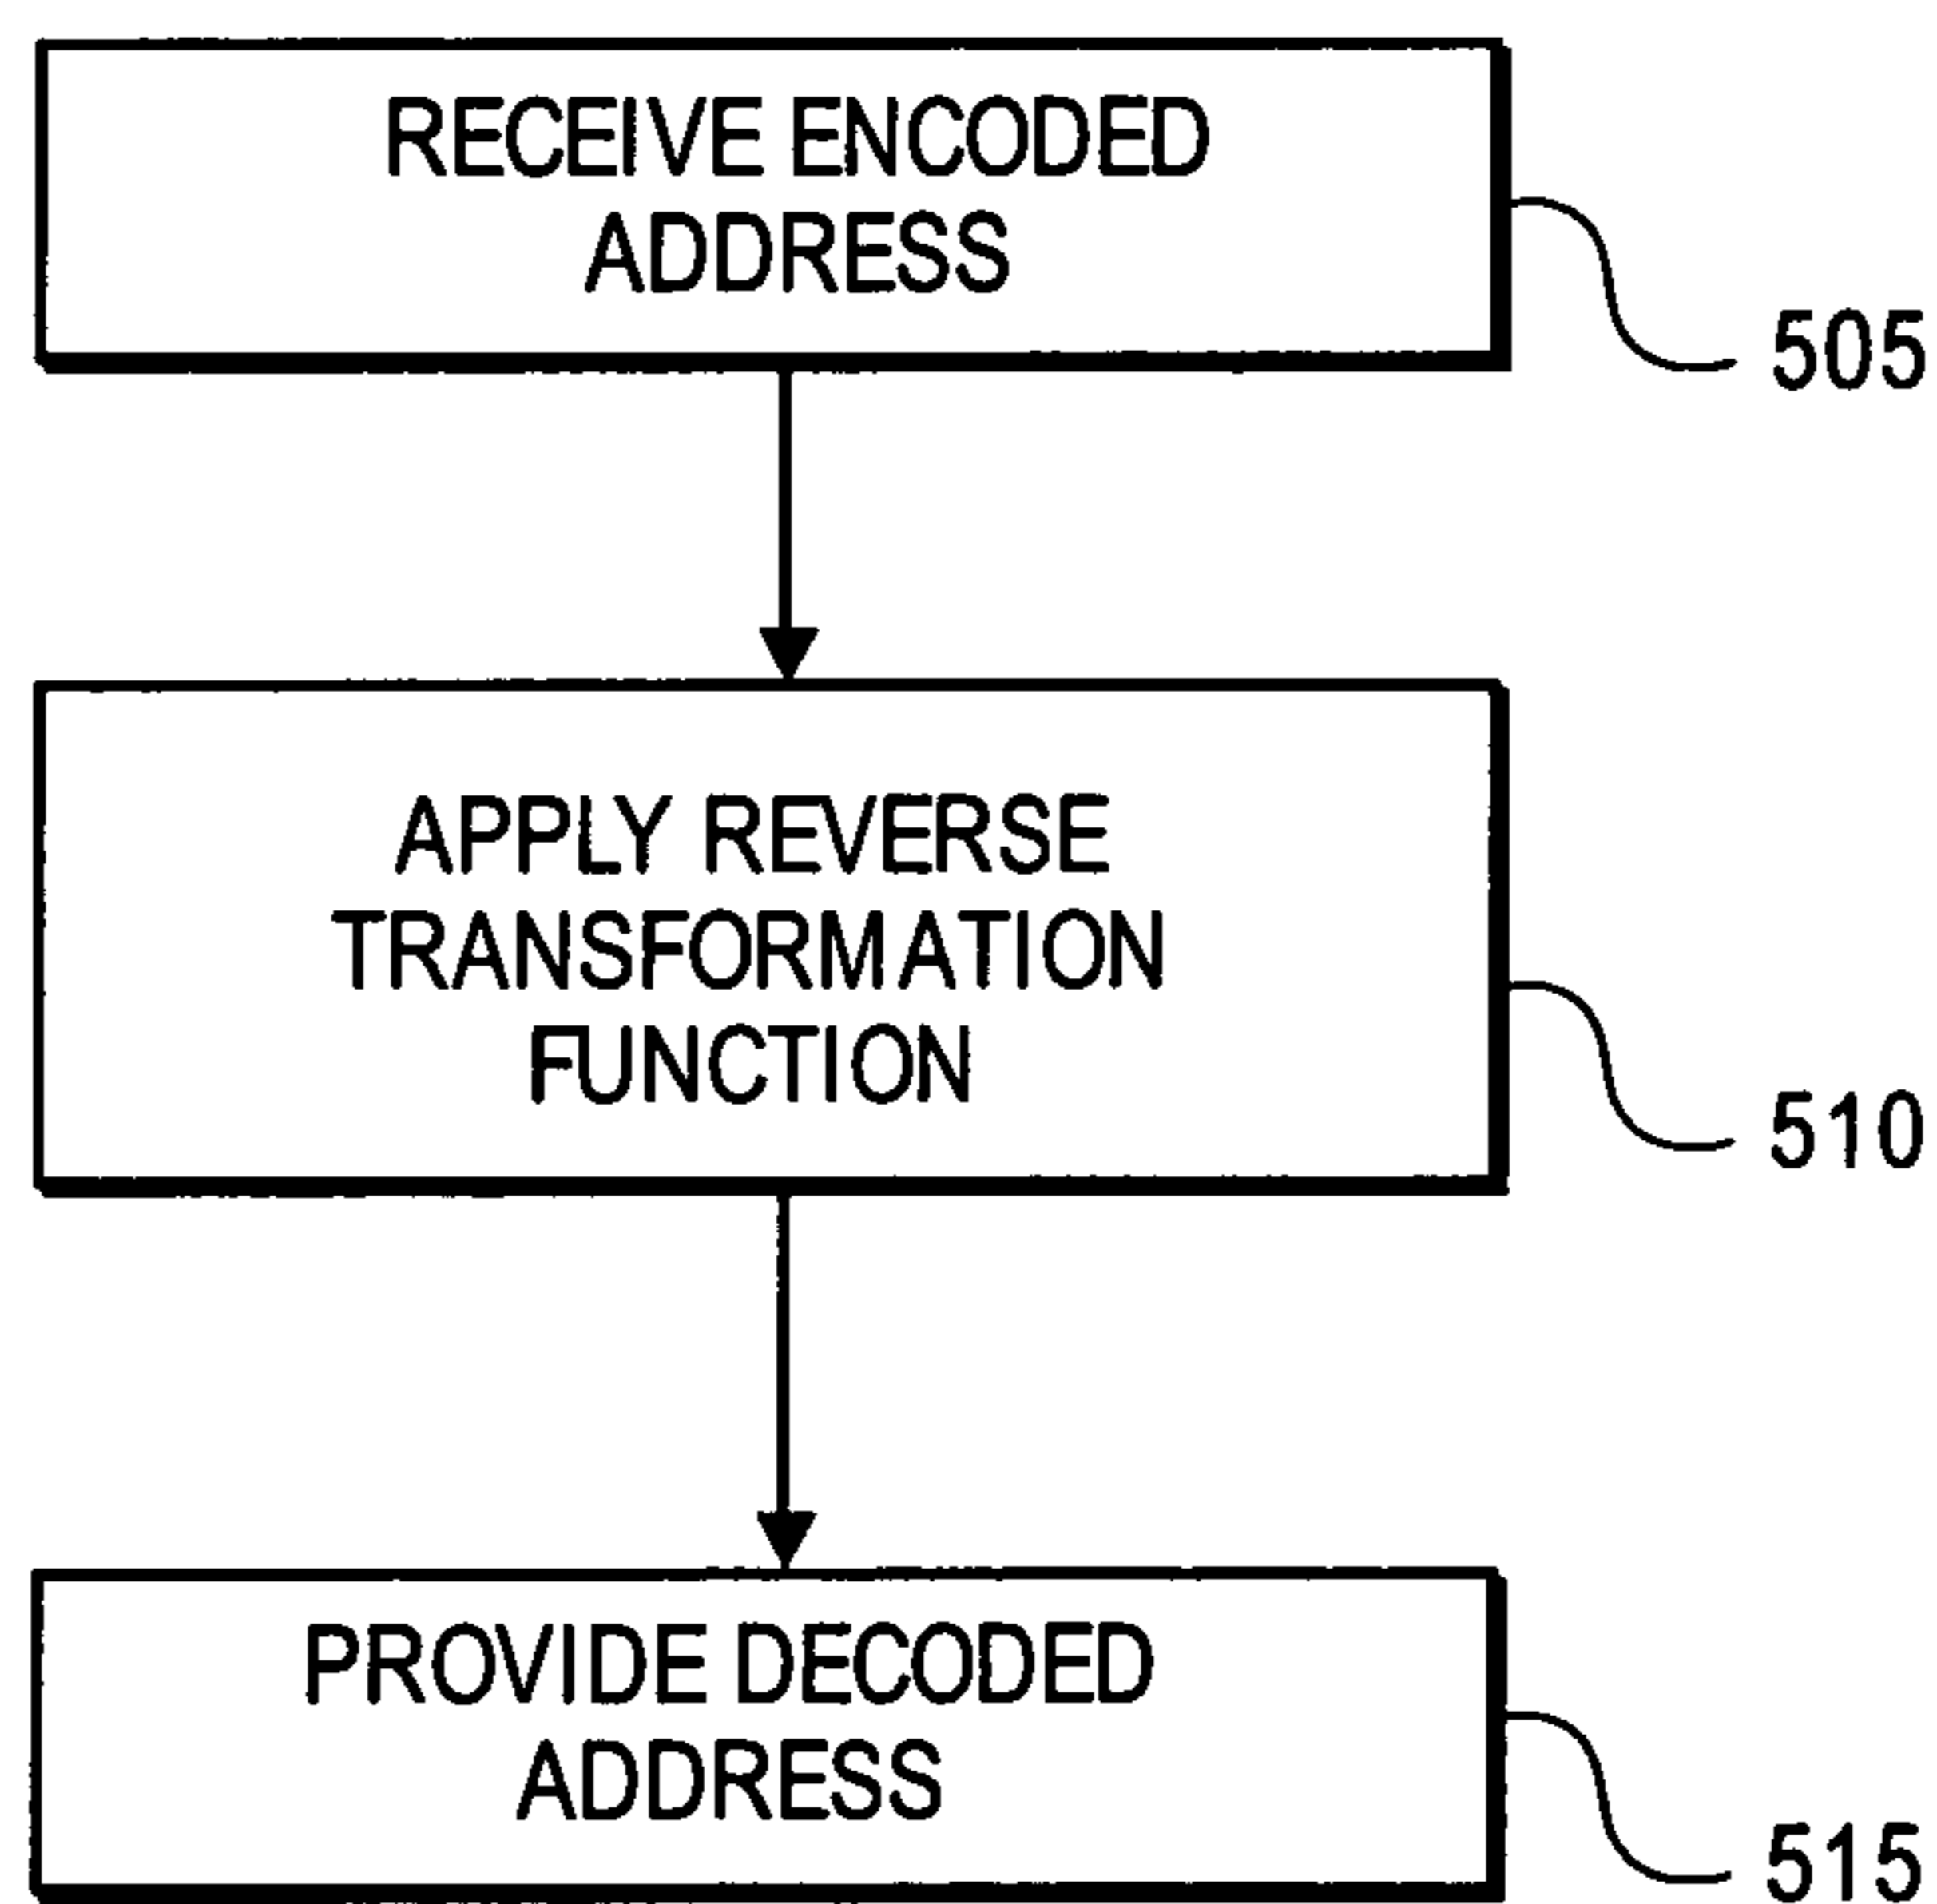 RECEIVE ENCODED
ADDRESS
505
APPLY REVERSE
TRANSFORMATION
FUNCTION
510
PROVIDE DECODED
ADDRESS
515